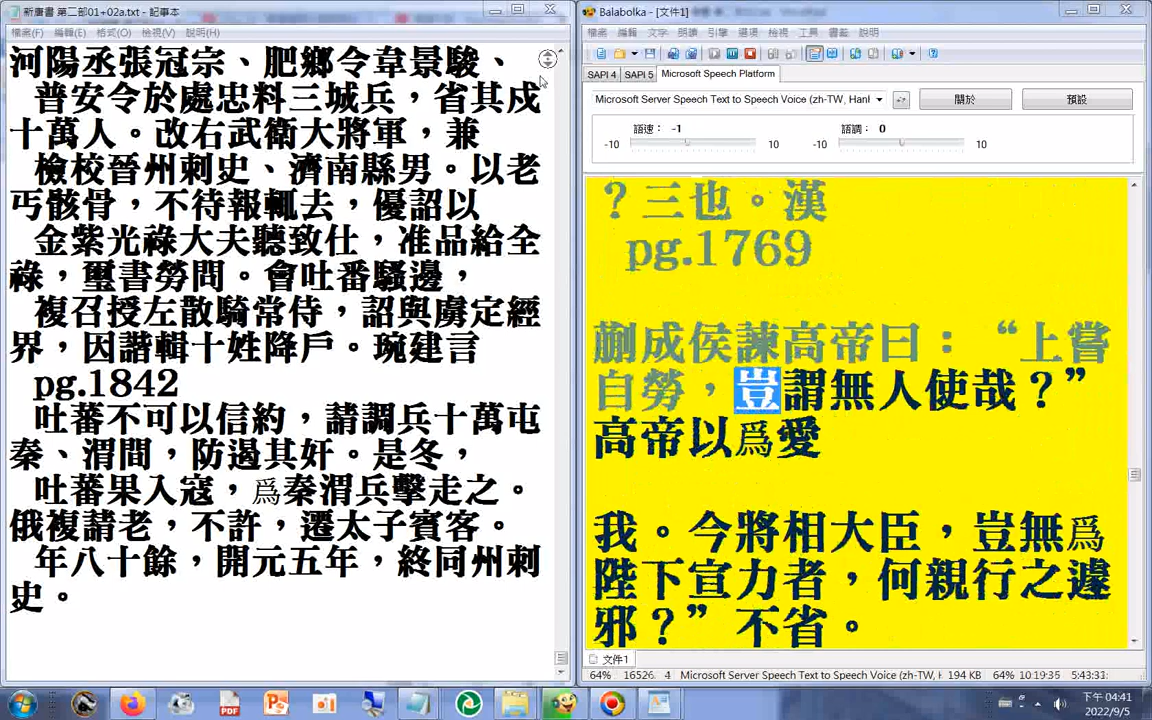 新唐書 第二部01+02a.txt - 記事本
檔案(F) 編輯(E) 格式(O) 檢視(V) 說明(H)
河陽丞張冠宗、肥鄉令韋景駿、
普安令於處忠料三城兵，省其戍
十萬人。改右武衛大將軍，兼
檢校晉州刺史、濟南縣男。以老
丐骸骨，不待報輒去，優詔以
金紫光祿大夫聽致仕，准品給全
祿，璽書勞問。會吐番騷邊，
複召授左散騎常侍，詔與虜定經
界，因諧輯十姓降戶。琬建言
pg.1842
吐蕃不可以信約，請調兵十萬屯
秦、渭間，防遏其奸。是冬，
吐蕃果入寇，爲秦渭兵擊走之。
俄複請老，不許，遷太子賓客。
年八十餘，開元五年，終同州刺
史。
Balabolka - [文件1]
檔案 編輯 文字 朗讀 引擎 選項 檢視 工具 書籤 說明
SAPI 4 SAPI 5 Microsoft Speech Platform
Microsoft Server Speech Text to Speech Voice (zh-TW, Hanl 關於 預設
語速： -1 語調： 0
-10 10 -10 10
？三也。漢
pg.1769
蒯成侯諫高帝曰：“上嘗
自勞，豈謂無人使哉？”
高帝以爲愛
我。今將相大臣，豈無爲
陛下宣力者，何親行之遽
邪？”不省。
文件1
64% 16526. 4 Microsoft Server Speech Text to Speech Voice (zh-TW, 194 KB 64% 10:19:35 5:43:33
下午 04:41
2022/9/5